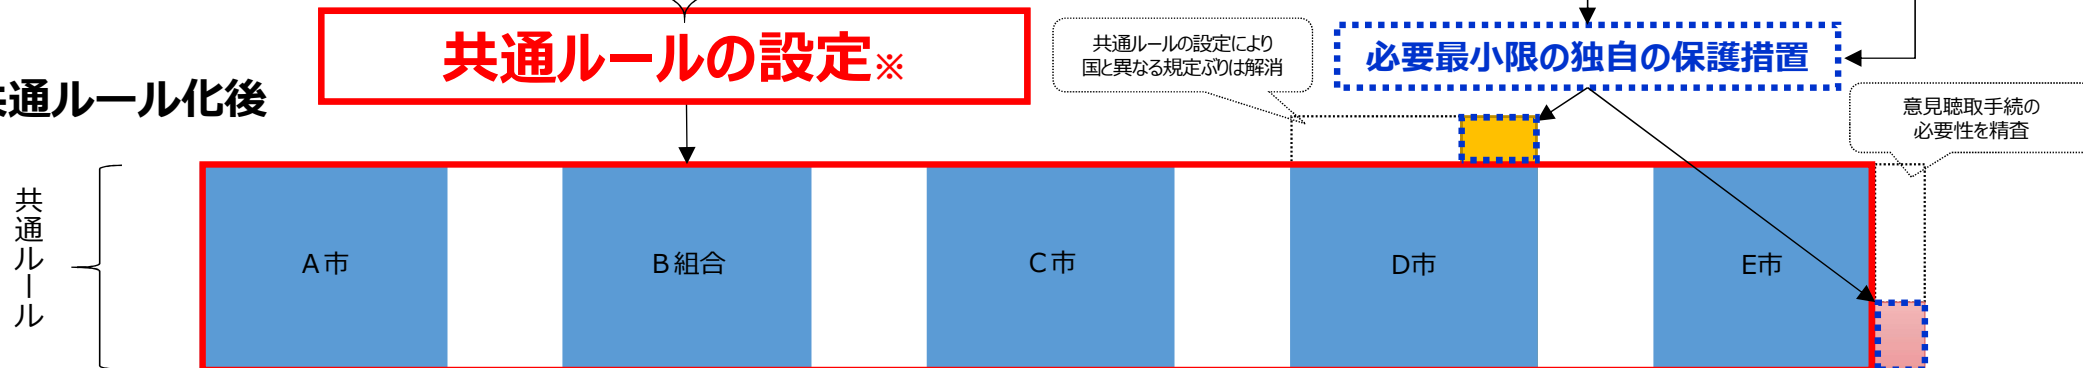 共通ルールの設定※
共通ルールの設定により
国と異なる規定ぶりは解消
必要最小限の独自の保護措置
通ルール化後
意見聴取手続の
必要性を精査
共通ルール
A市
B組合
C市
D市
E市